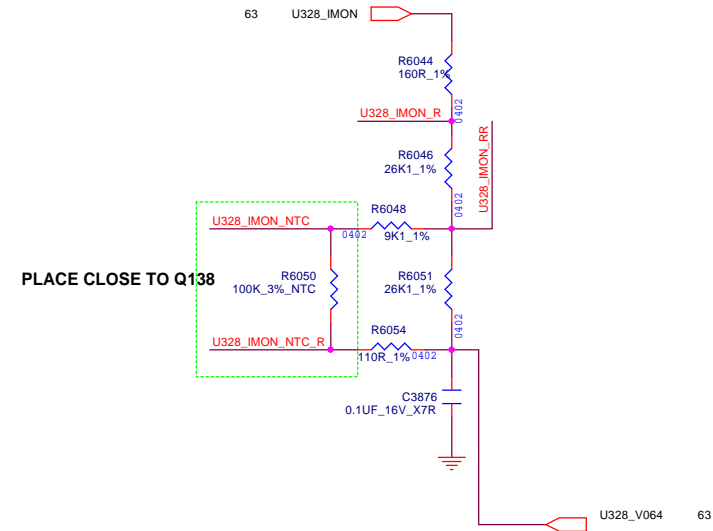 63 U328_IMON
R6044
160R_1%
0402
U328_IMON_R
U328_IMON_RR
R6046
26K1_1%
0402
U328_IMON_NTC
R6048
0402
9K1_1%
PLACE CLOSE TO Q138
R6050
100K_3%_NTC
R6051
26K1_1%
0402
U328_IMON_NTC_R
R6054
110R_1%
0402
C3876
0.1UF_16V_X7R
U328_V064 63